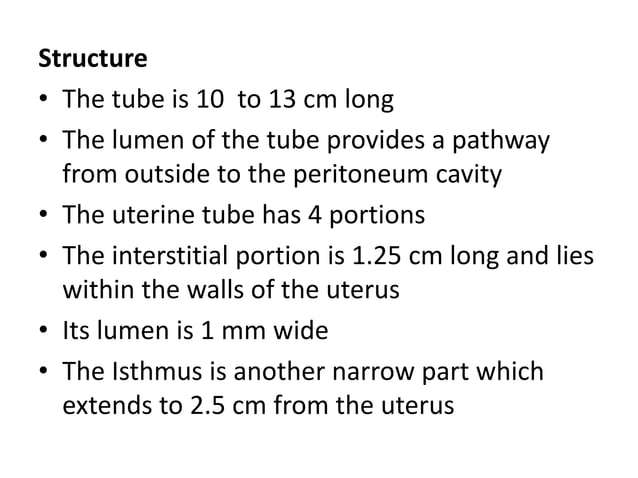 Structure
• The tube is 10  to 13 cm long
• The lumen of the tube provides a pathway
from outside to the peritoneum cavity
• The uterine tube has 4 portions
• The interstitial portion is 1.25 cm long and lies
within the walls of the uterus
• Its lumen is 1 mm wide
• The Isthmus is another narrow part which
extends to 2.5 cm from the uterus